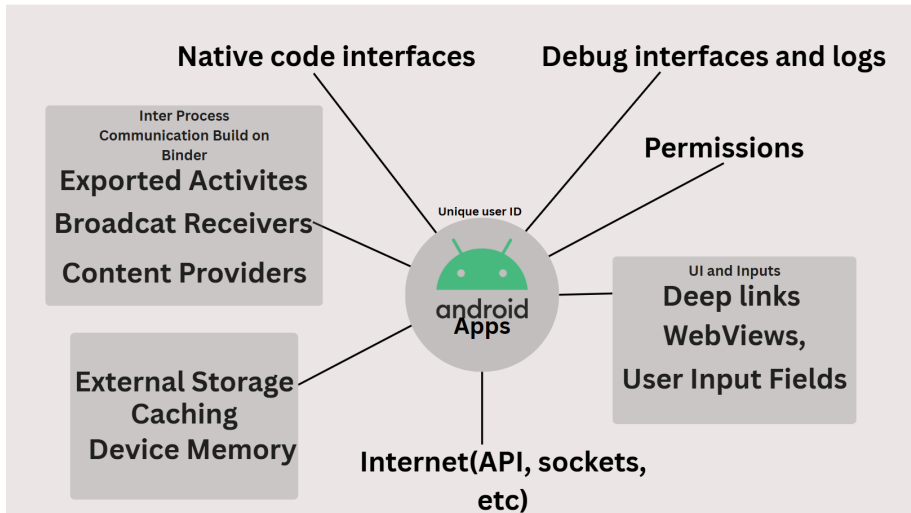 Native code interfaces
Debug interfaces and logs
Inter Process
Communication Build on
Binder
Exported Activites
Broadcat Receivers
Content Providers
Permissions
Unique user ID
android
Apps
UI and Inputs
Deep links
WebViews,
User Input Fields
External Storage
Caching
Device Memory
Internet(API, sockets,
etc)